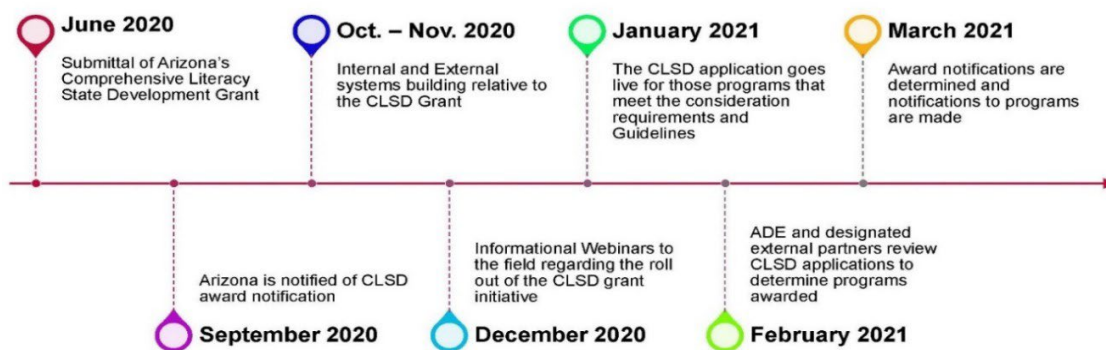 June 2020
Submittal of Arizona's
Comprehensive Literacy
State Development Grant
Oct. – Nov. 2020
Internal and External
systems building relative to
the CLSD Grant
January 2021
The CLSD application goes
live for those programs that
meet the consideration
requirements and
Guidelines
March 2021
Award notifications are
determined and
notifications to programs
are made
Arizona is notified of CLSD
award notification
September 2020
Informational Webinars to
the field regarding the roll
out of the CLSD grant
initiative
December 2020
ADE and designated
external partners review
CLSD applications to
determine programs
awarded
February 2021